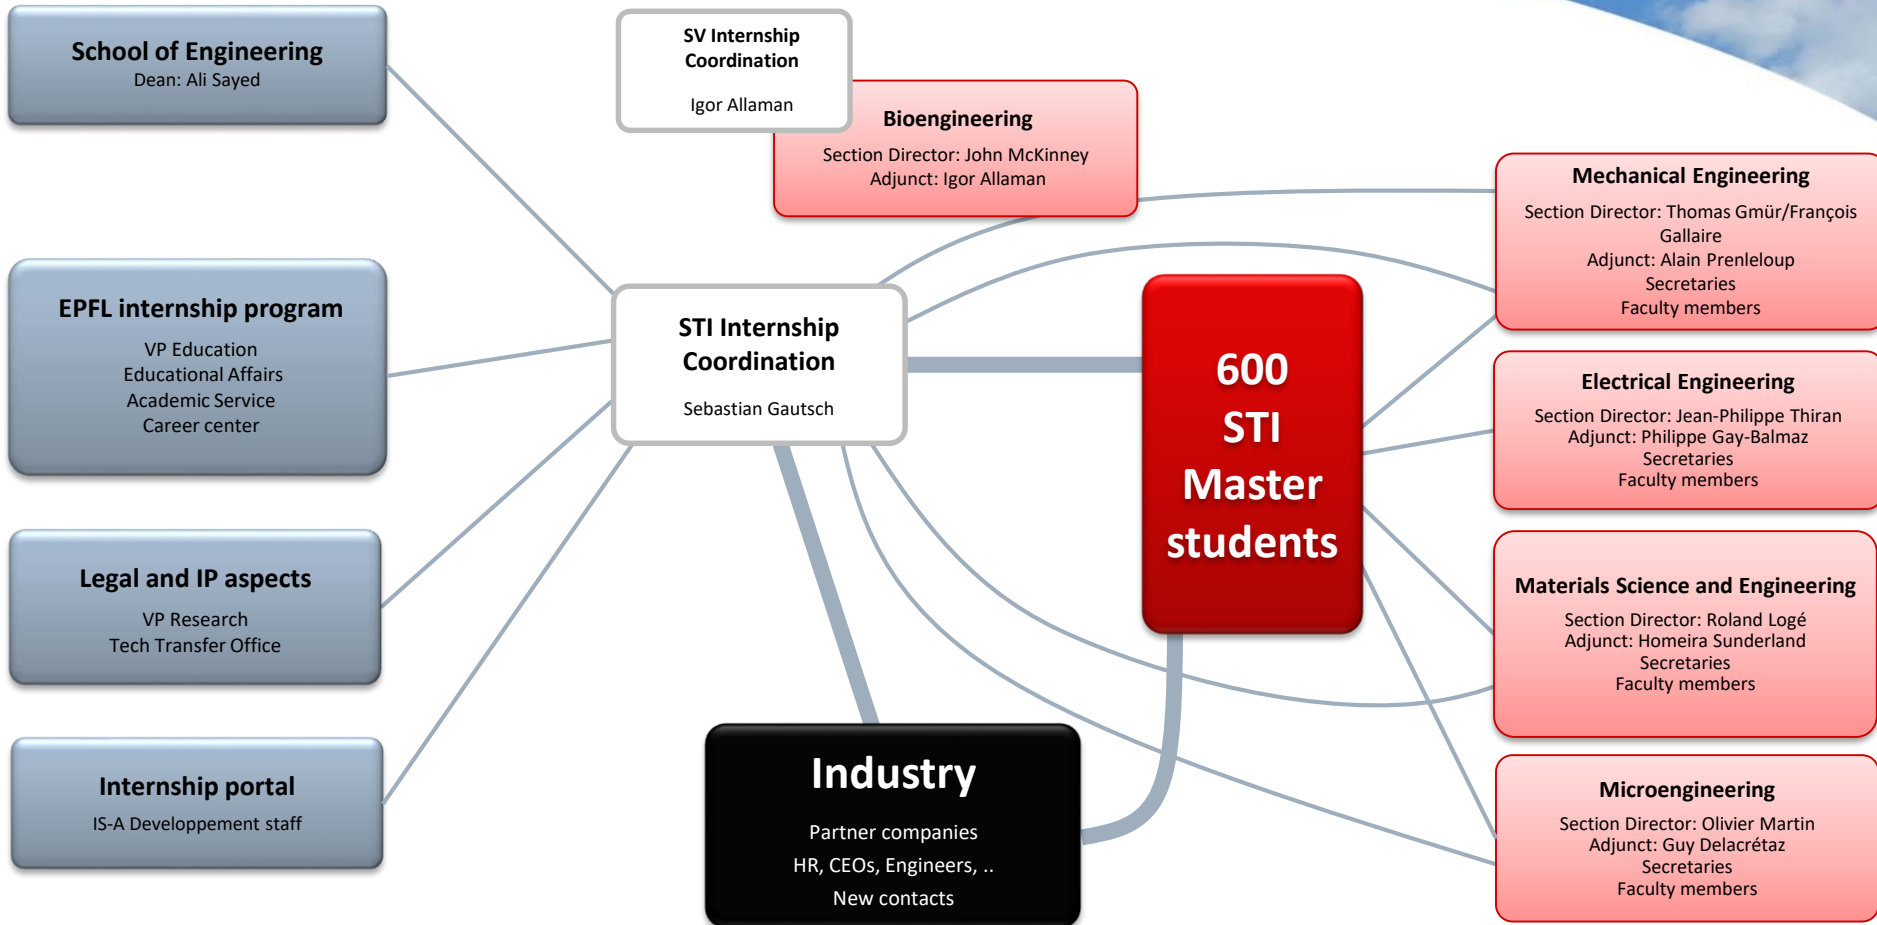 School of Engineering
Dean: Ali Sayed
SV Internship
Coordination
Igor Allaman
Bioengineering
Section Director: John McKinney
Adjunct: Igor Allaman
EPFL internship program
VP Education
Educational Affairs
Academic Service
Career center
Legal and IP aspects
VP Research
Tech Transfer Office
Internship portal
IS-A Developpement staff
STI Internship
Coordination
Sebastian Gautsch
600
STI
Master
students
Industry
Partner companies
HR, CEOs, Engineers, ..
New contacts
Mechanical Engineering
Section Director: Thomas Gmür/François
Gallaire
Adjunct: Alain Prenleloup
Secretaries
Faculty members
Electrical Engineering
Section Director: Jean-Philippe Thiran
Adjunct: Philippe Gay-Balmaz
Secretaries
Faculty members
Materials Science and Engineering
Section Director: Roland Logé
Adjunct: Homeira Sunderland
Secretaries
Faculty members
Microengineering
Section Director: Olivier Martin
Adjunct: Guy Delacrétaz
Secretaries
Faculty members